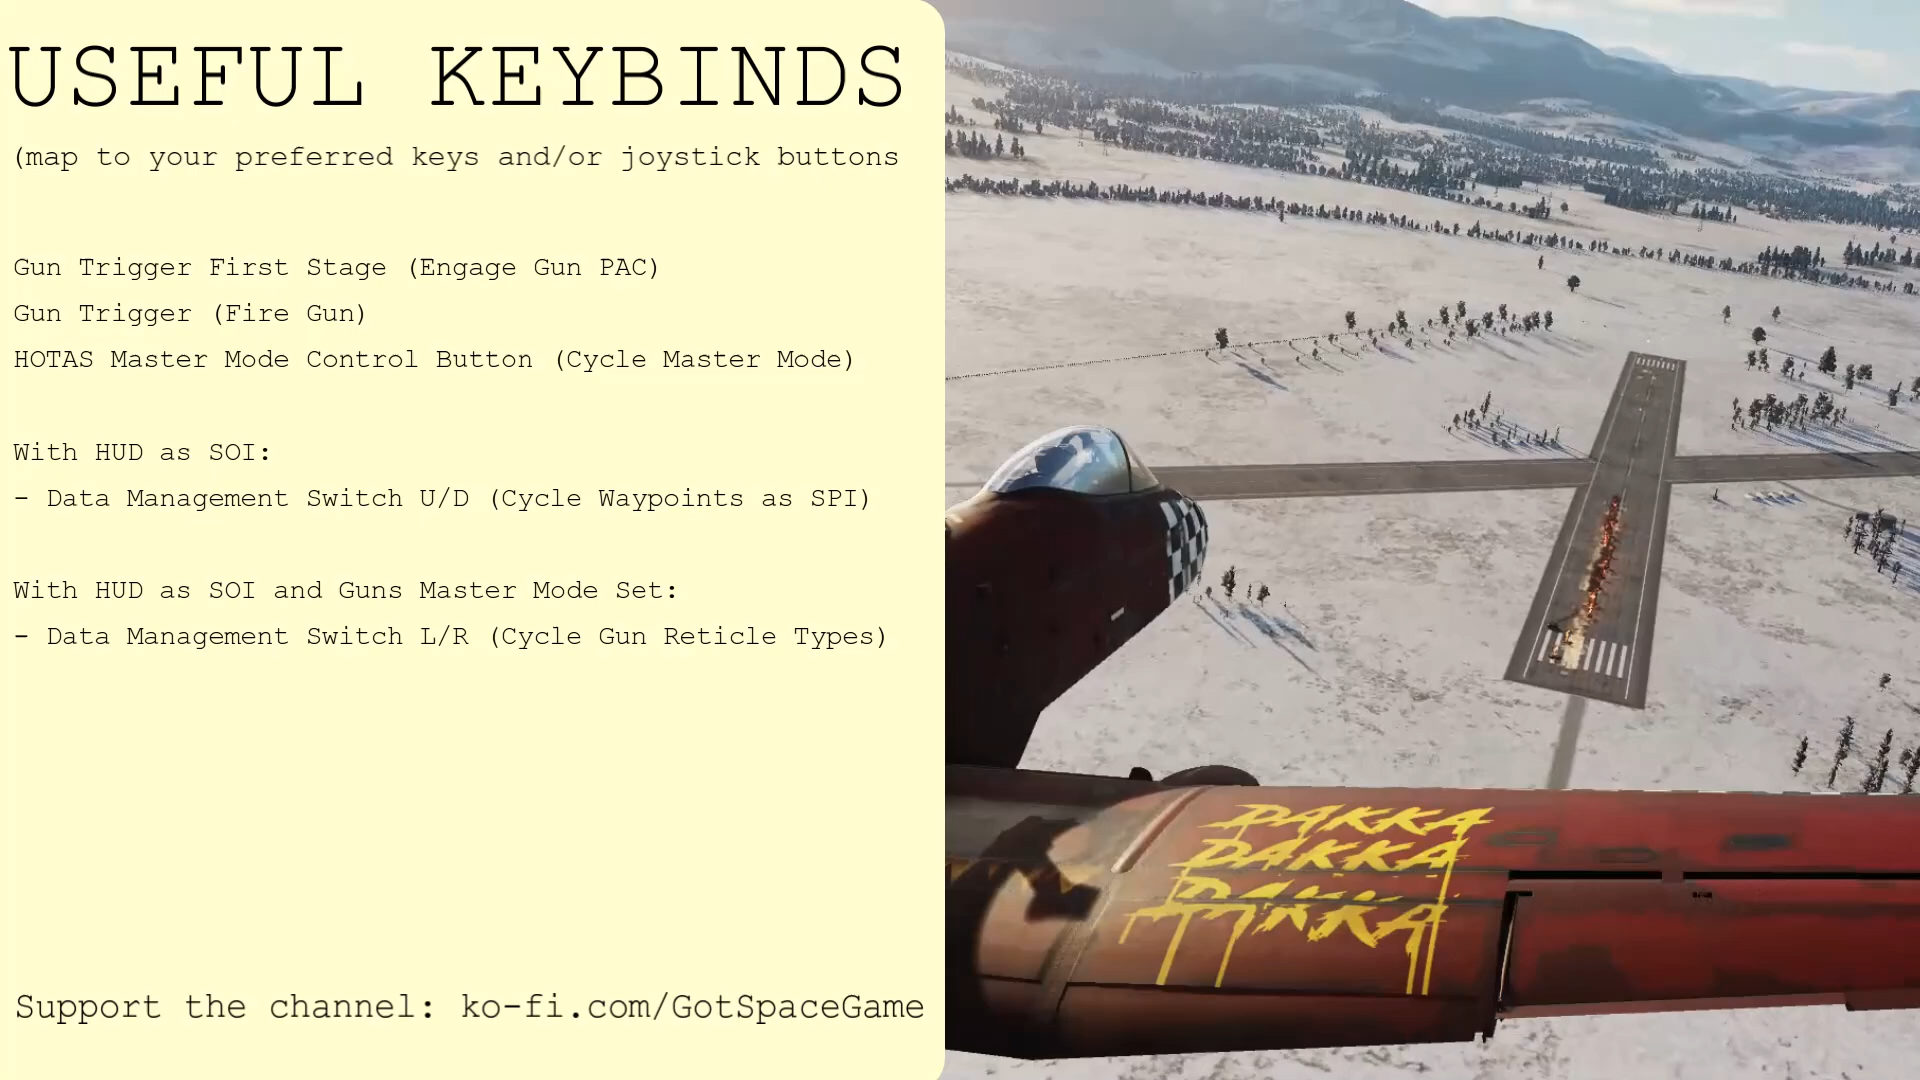 USEFUL KEYBINDS
(map to your preferred keys and/or joystick buttons
Gun Trigger First Stage (Engage Gun PAC)
Gun Trigger (Fire Gun)
HOTAS Master Mode Control Button (Cycle Master Mode)
With HUD as SOI:
- Data Management Switch U/D (Cycle Waypoints as SPI)
With HUD as SOI and Guns Master Mode Set:
- Data Management Switch L/R (Cycle Gun Reticle Types)
Support the channel: ko-fi.com/GotSpaceGame
DAKKA
DAKKA
DAKKA
DAKKA